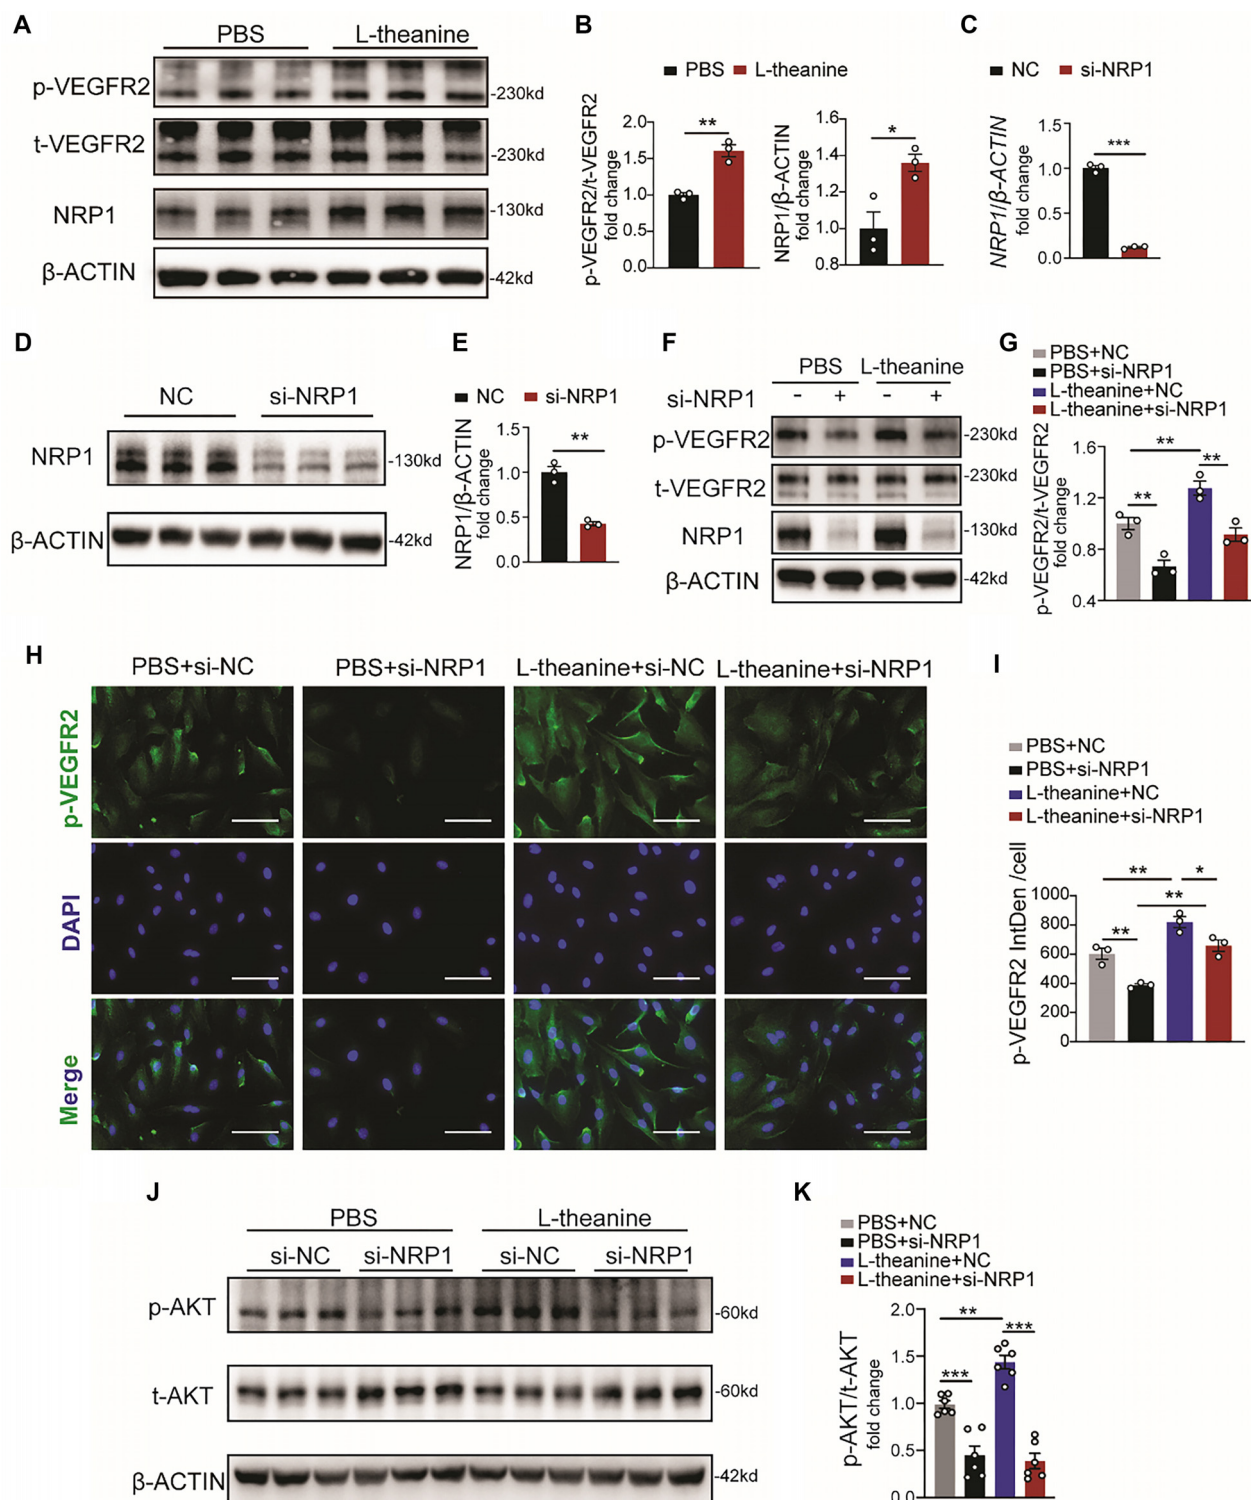 A
PBS L-theanine
p-VEGFR2 -230kd
t-VEGFR2 -230kd
NRP1 -130kd
β-ACTIN -42kd
B
PBS L-theanine
p-VEGFR2/t-VEGFR2
fold change
2.0
1.5
1.0
0.5
0.0
**
NRP1/β-ACTIN
fold change
1.6
1.4
1.2
1.0
0.8
*
C
NC si-NRP1
NRP1/β-ACTIN
fold change
1.5
1.0
0.5
0.0
***
D
NC si-NRP1
NRP1 -130kd
β-ACTIN -42kd
E
NC si-NRP1
NRP1/β-ACTIN
fold change
1.5
1.0
0.5
0.0
**
F
PBS L-theanine
si-NRP1 - + - +
p-VEGFR2 -230kd
t-VEGFR2 -230kd
NRP1 -130kd
β-ACTIN -42kd
G
PBS+NC
PBS+si-NRP1
L-theanine+NC
L-theanine+si-NRP1
p-VEGFR2/t-VEGFR2
fold change
1.6
1.2
0.8
0.4
**
**
**
H
PBS+si-NC PBS+si-NRP1 L-theanine+si-NC L-theanine+si-NRP1
p-VEGFR2
DAPI
Merge
I
PBS+NC
PBS+si-NRP1
L-theanine+NC
L-theanine+si-NRP1
p-VEGFR2 IntDen /cell
1000
800
600
400
200
0
** *
**
**
J
PBS L-theanine
si-NC si-NRP1 si-NC si-NRP1
p-AKT -60kd
t-AKT -60kd
β-ACTIN -42kd
K
PBS+NC
PBS+si-NRP1
L-theanine+NC
L-theanine+si-NRP1
p-AKT/t-AKT
fold change
2.0
1.5
1.0
0.5
0.0
**
***
***